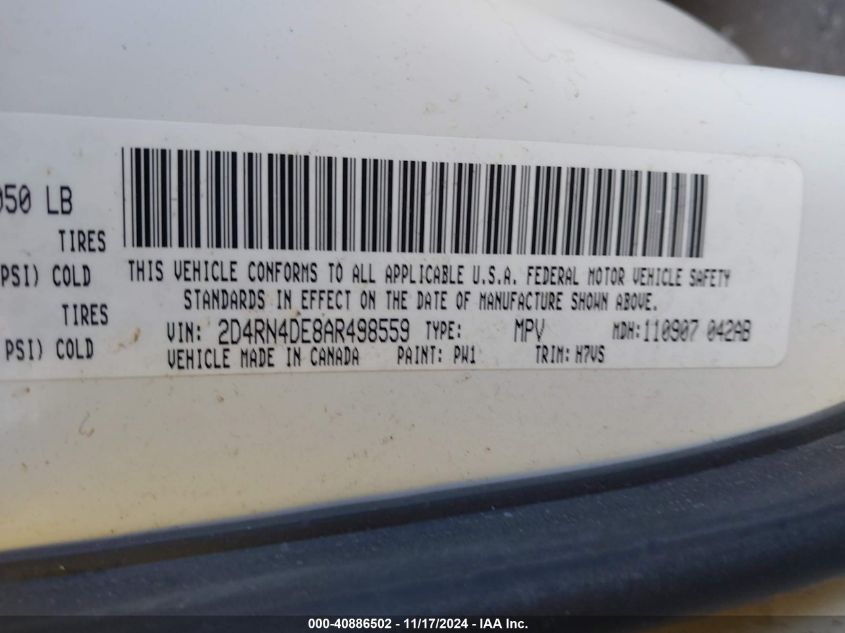 050 LB
TIRES
PSI) COLD
TIRES
PSI) COLD
THIS VEHICLE CONFORMS TO ALL APPLICABLE U.S.A. FEDERAL MOTOR VEHICLE SAFETY
STANDARDS IN EFFECT ON THE DATE OF MANUFACTURE SHOWN ABOVE.
VIN: 2D4RN4DE8AR498559 TYPE: MPV MDH: 110907 042AB
VEHICLE MADE IN CANADA PAINT: PW1 TRIM: H7VS
000-40886502 — 11/17/2024 — IAA Inc.